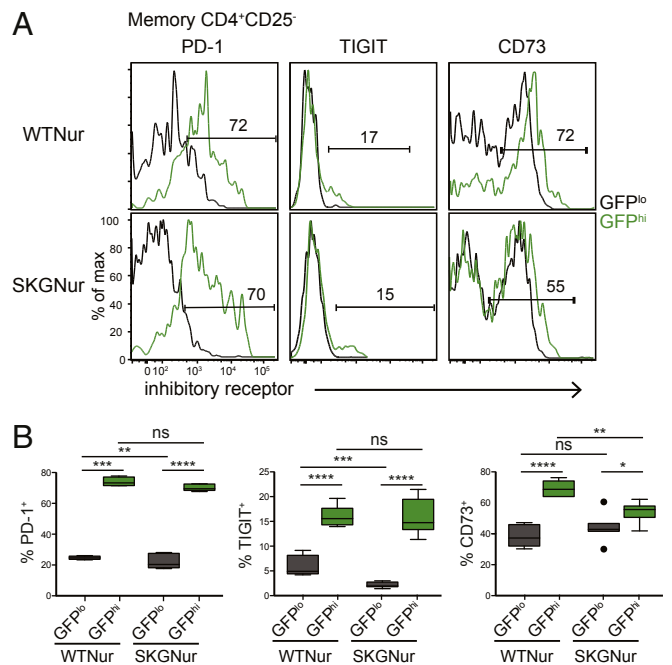 A
Memory CD4⁺CD25⁻
PD-1 TIGIT CD73
WTNur
72 17 72
GFPˡᵒ
GFPʰⁱ
SKGNur
% of max
100
80
60
40
20
0
70 15 55
0 10² 10³ 10⁴ 10⁵
inhibitory receptor
B
ns
**
*** ****
% PD-1⁺
80
60
40
20
0
GFPˡᵒ GFPʰⁱ GFPˡᵒ GFPʰⁱ
WTNur SKGNur
ns
***
**** ****
% TIGIT⁺
25
20
15
10
5
0
GFPˡᵒ GFPʰⁱ GFPˡᵒ GFPʰⁱ
WTNur SKGNur
**
ns
**** *
% CD73⁺
80
60
40
20
0
GFPˡᵒ GFPʰⁱ GFPˡᵒ GFPʰⁱ
WTNur SKGNur